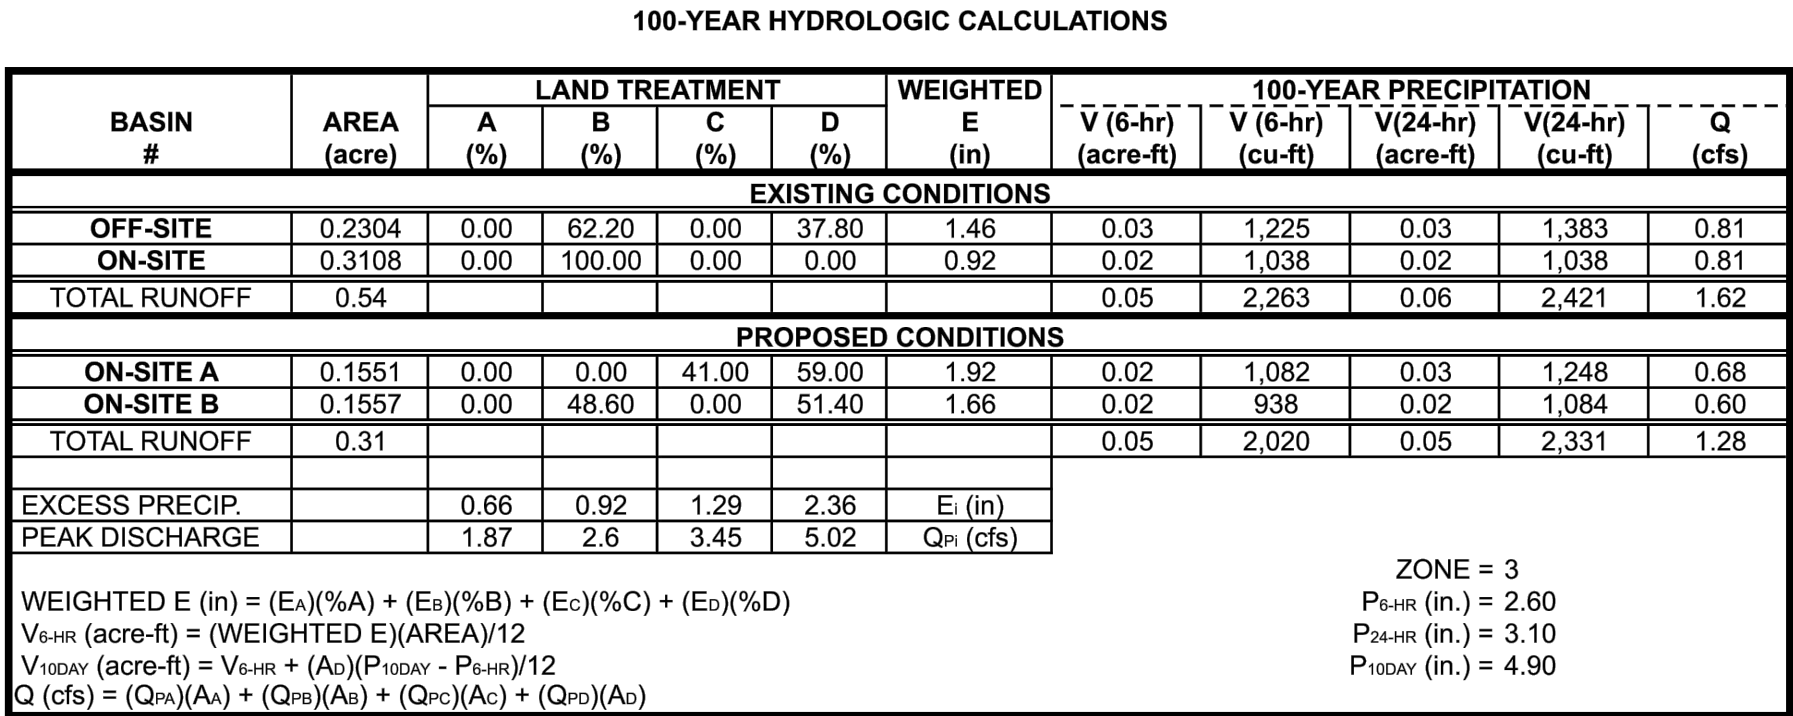 100-YEAR HYDROLOGIC CALCULATIONS
LAND TREATMENT WEIGHTED 100-YEAR PRECIPITATION
BASIN AREA A B C D E V (6-hr) V (6-hr) V(24-hr) V(24-hr) Q
# (acre) (%) (%) (%) (%) (in) (acre-ft) (cu-ft) (acre-ft) (cu-ft) (cfs)
EXISTING CONDITIONS
OFF-SITE 0.2304 0.00 62.20 0.00 37.80 1.46 0.03 1,225 0.03 1,383 0.81
ON-SITE 0.3108 0.00 100.00 0.00 0.00 0.92 0.02 1,038 0.02 1,038 0.81
TOTAL RUNOFF 0.54 0.05 2,263 0.06 2,421 1.62
PROPOSED CONDITIONS
ON-SITE A 0.1551 0.00 0.00 41.00 59.00 1.92 0.02 1,082 0.03 1,248 0.68
ON-SITE B 0.1557 0.00 48.60 0.00 51.40 1.66 0.02 938 0.02 1,084 0.60
TOTAL RUNOFF 0.31 0.05 2,020 0.05 2,331 1.28
EXCESS PRECIP. 0.66 0.92 1.29 2.36 Ei (in)
PEAK DISCHARGE 1.87 2.6 3.45 5.02 QPi (cfs)
ZONE = 3
WEIGHTED E (in) = (EA)(%A) + (EB)(%B) + (EC)(%C) + (ED)(%D) P6-HR (in.) = 2.60
V6-HR (acre-ft) = (WEIGHTED E)(AREA)/12 P24-HR (in.) = 3.10
V10DAY (acre-ft) = V6-HR + (AD)(P10DAY - P6-HR)/12 P10DAY (in.) = 4.90
Q (cfs) = (QPA)(AA) + (QPB)(AB) + (QPC)(AC) + (QPD)(AD)